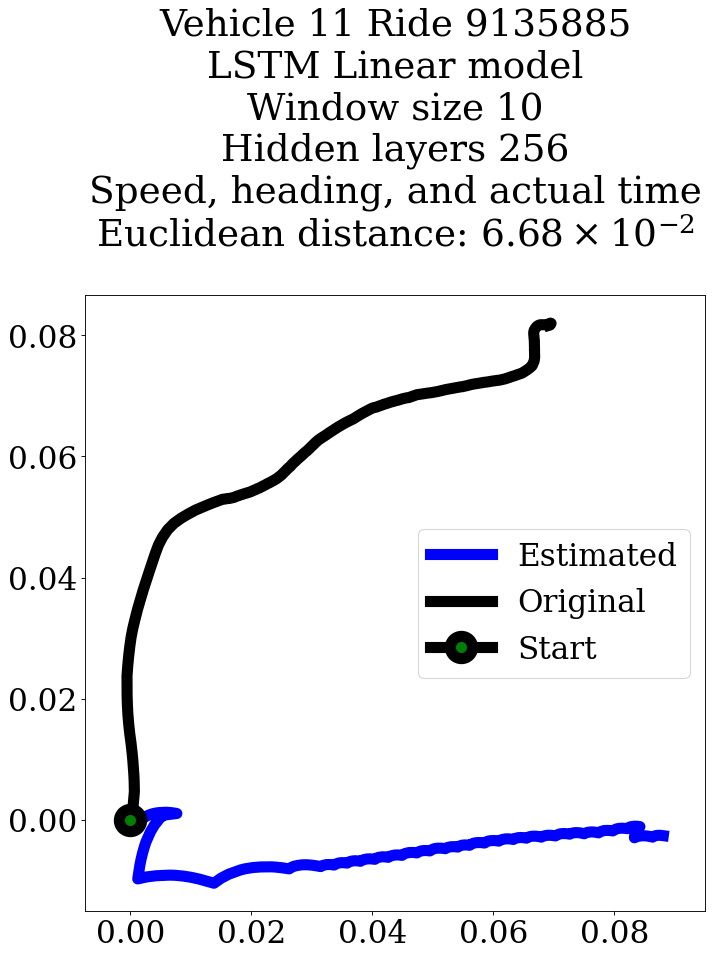 Vehicle 11 Ride 9135885
LSTM Linear model
Window size 10
Hidden layers 256
Speed, heading, and actual time
Euclidean distance: 6.68 × 10⁻²
0.08
0.06
0.04
0.02
0.00
Estimated
Original
Start
0.00 0.02 0.04 0.06 0.08